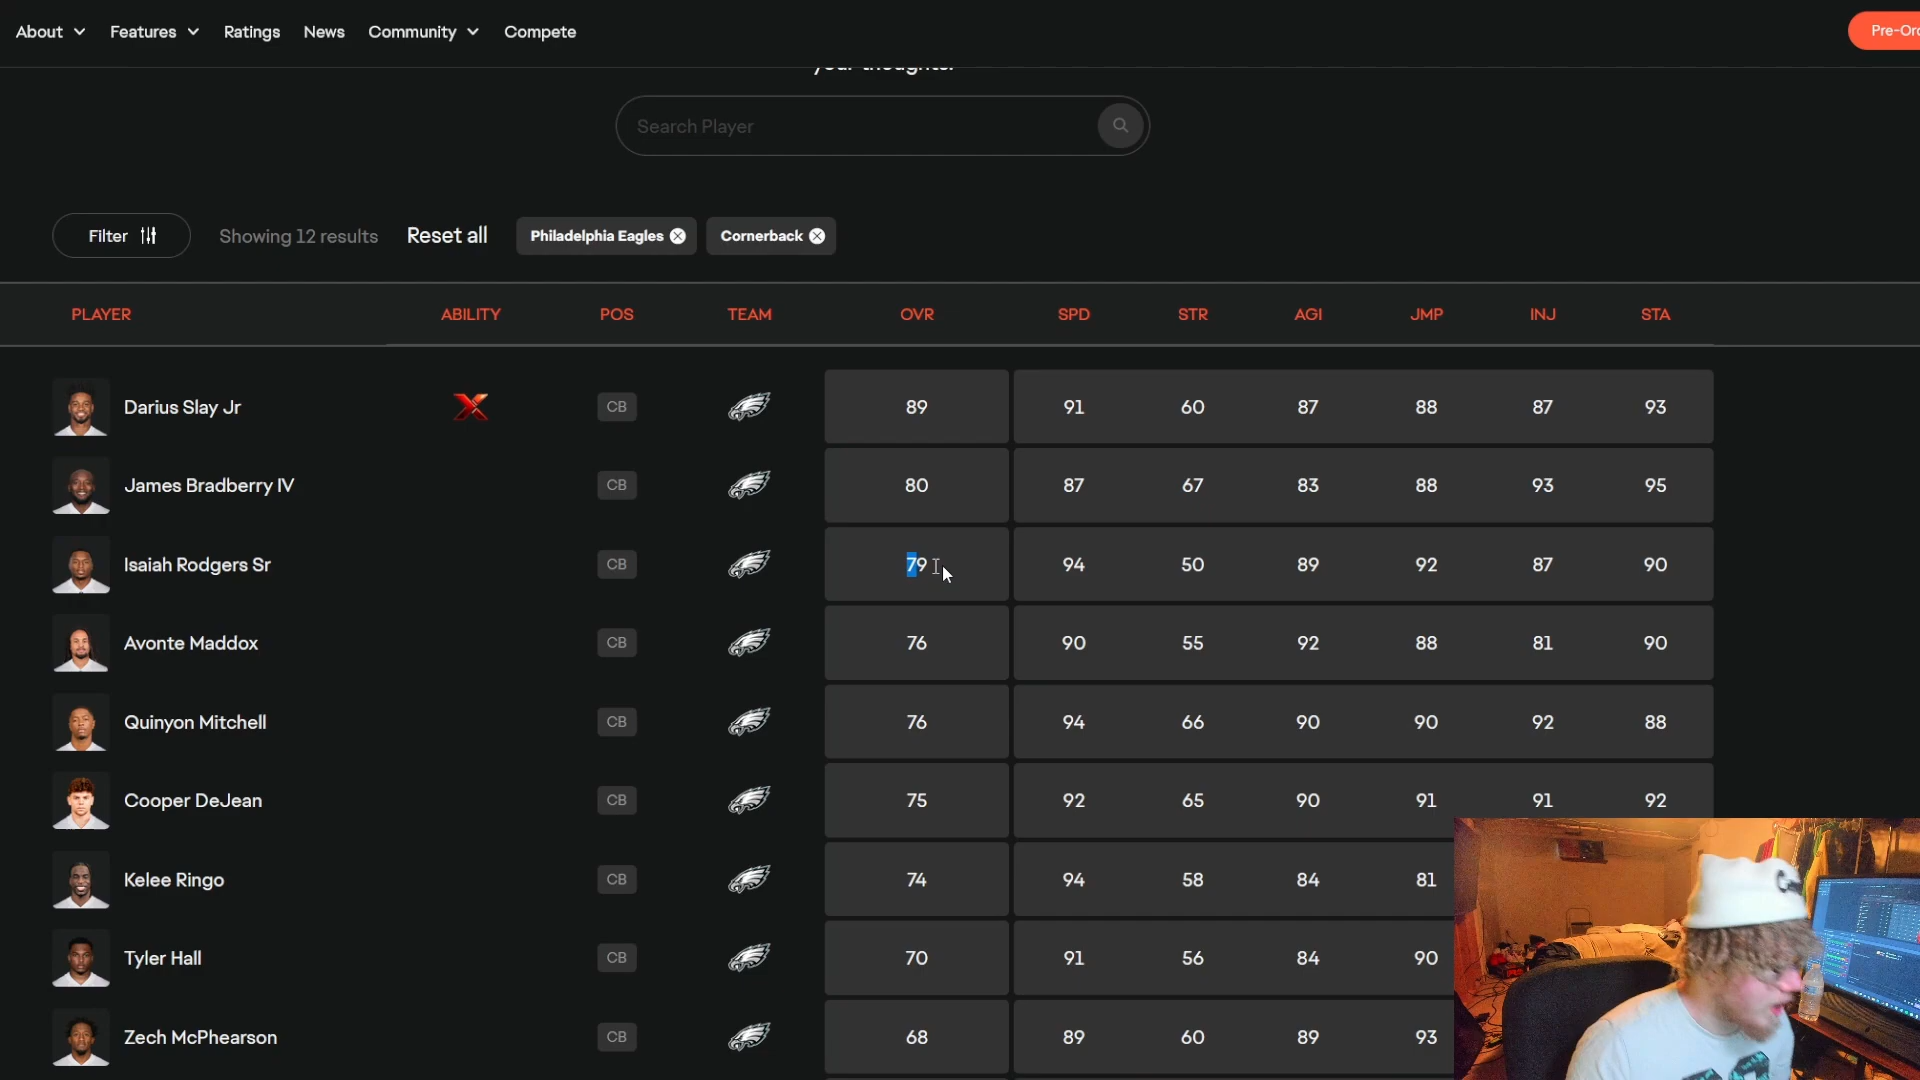 About Features Ratings News Community Compete Pre-Or
your thoughts.
Search Player
Filter Showing 12 results Reset all Philadelphia Eagles Cornerback
PLAYER ABILITY POS TEAM OVR SPD STR AGI JMP INJ STA
Darius Slay Jr CB 89 91 60 87 88 87 93
James Bradberry IV CB 80 87 67 83 88 93 95
Isaiah Rodgers Sr CB 79 94 50 89 92 87 90
Avonte Maddox CB 76 90 55 92 88 81 90
Quinyon Mitchell CB 76 94 66 90 90 92 88
Cooper DeJean CB 75 92 65 90 91 91 92
Kelee Ringo CB 74 94 58 84 81
Tyler Hall CB 70 91 56 84 90
Zech McPhearson CB 68 89 60 89 93